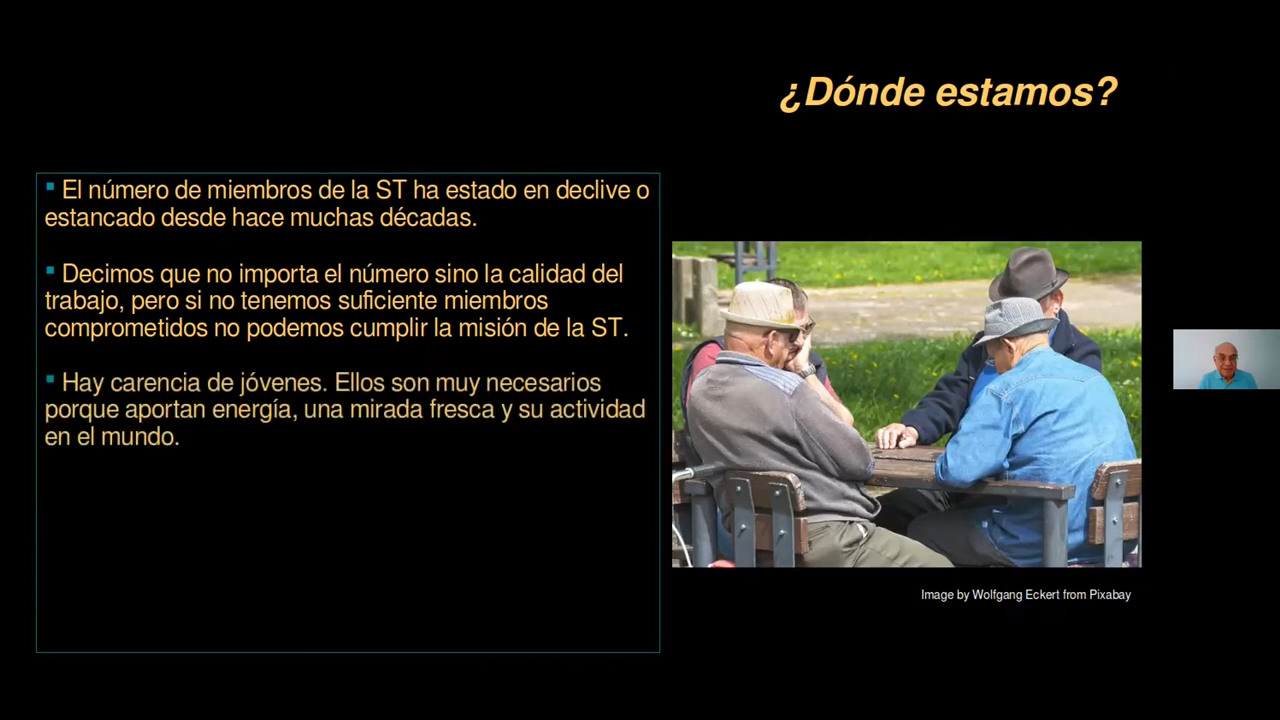 ¿Dónde estamos?
El número de miembros de la ST ha estado en declive o
estancado desde hace muchas décadas.
Decimos que no importa el número sino la calidad del
trabajo, pero si no tenemos suficiente miembros
comprometidos no podemos cumplir la misión de la ST.
Hay carencia de jóvenes. Ellos son muy necesarios
porque aportan energía, una mirada fresca y su actividad
en el mundo.
Image by Wolfgang Eckert from Pixabay